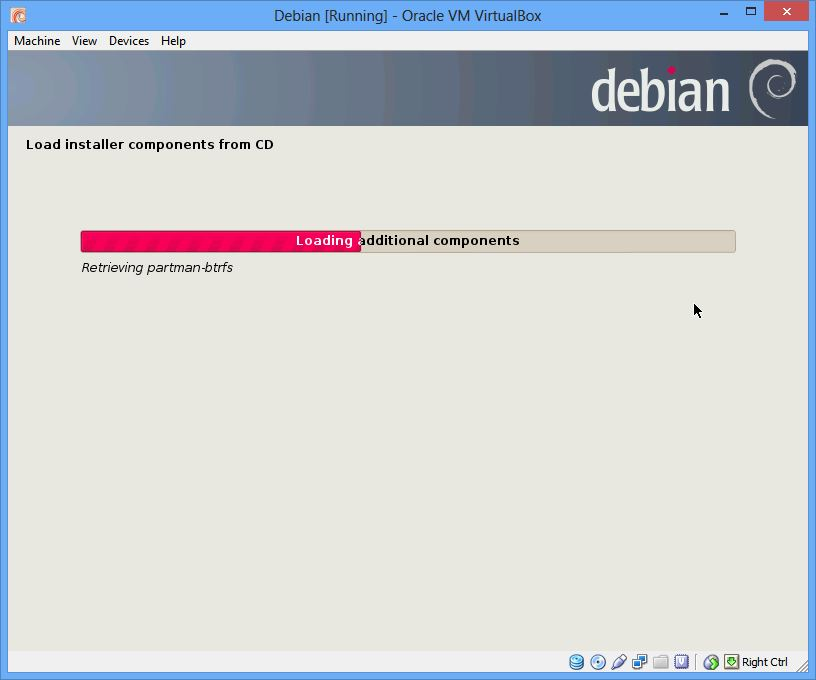 Debian [Running] - Oracle VM VirtualBox
Machine View Devices Help
debian
Load installer components from CD
Loading additional components
Retrieving partman-btrfs
Right Ctrl